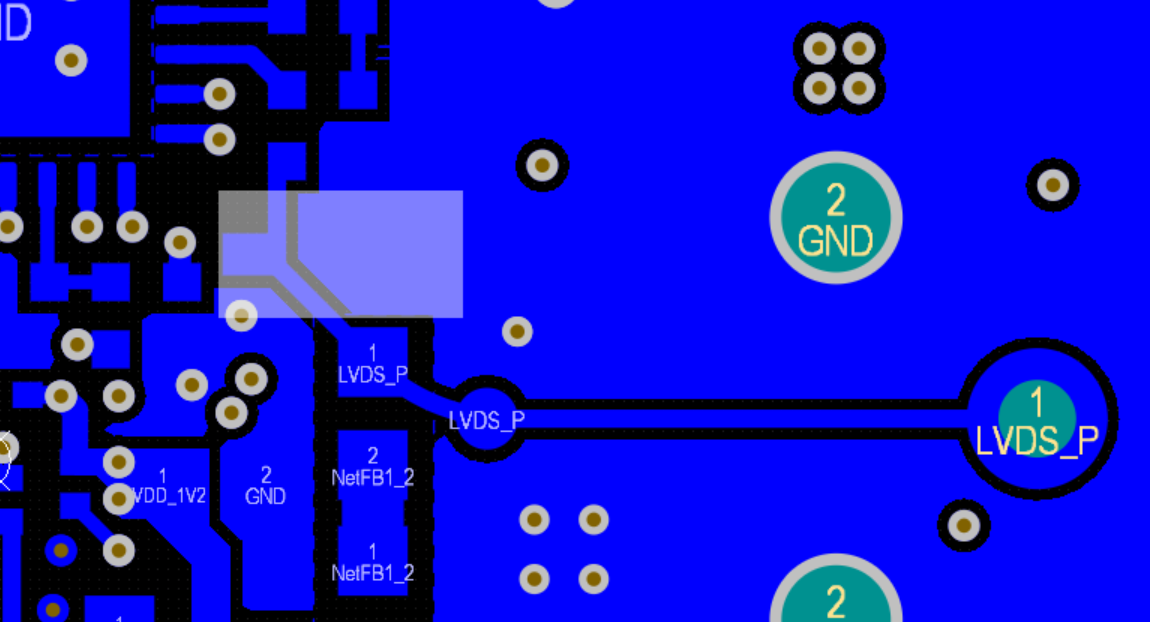 2
GND
1
LVDS_P
LVDS_P
1
LVDS_P
2
NetFB1_2
1
VDD_1V2
2
GND
1
NetFB1_2
2